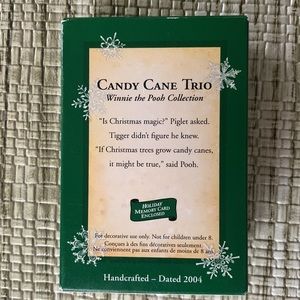 CANDY CANE TRIO
Winnie the Pooh Collection
"Is Christmas magic?" Piglet asked.
Tigger didn't figure he knew.
"If Christmas trees grow candy canes,
it might be true," said Pooh.
HOLIDAY
MEMORY CARD
ENCLOSED
For decorative use only. Not for children under 8.
Conçues à des fins décoratives seulement.
Ne conviennent pas aux enfants de moins de 8 ans.
Handcrafted – Dated 2004